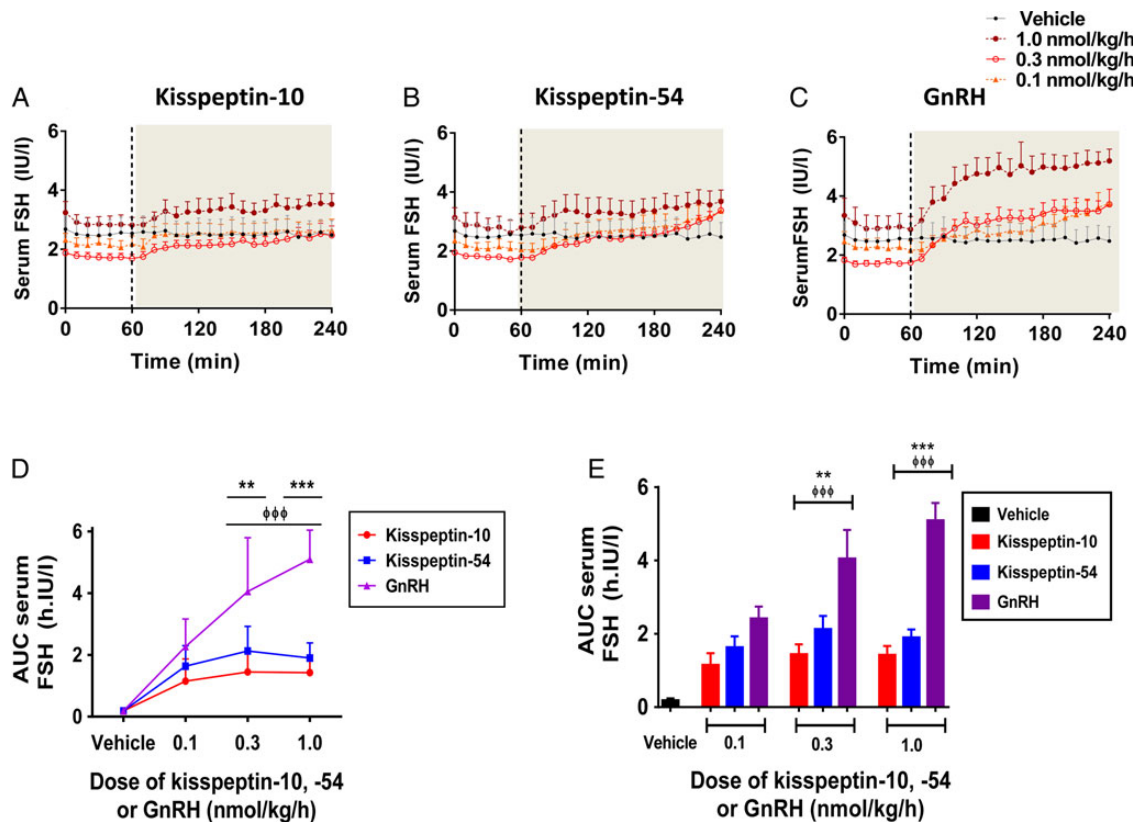 Vehicle
1.0 nmol/kg/h
0.3 nmol/kg/h
0.1 nmol/kg/h
A
Kisspeptin-10
B
Kisspeptin-54
C
GnRH
Serum FSH (IU/I)
6
4
2
0
0 60 120 180 240
Time (min)
Serum FSH (IU/I)
6
4
2
0
0 60 120 180 240
Time (min)
SerumFSH (IU/I)
6
4
2
0
0 60 120 180 240
Time (min)
D
** ***
ϕϕϕ
AUC serum
FSH (h.IU/I)
6
4
2
0
Vehicle 0.1 0.3 1.0
Dose of kisspeptin-10, -54
or GnRH (nmol/kg/h)
Kisspeptin-10
Kisspeptin-54
GnRH
E
**
ϕϕϕ
***
ϕϕϕ
AUC serum
FSH (h.IU/I)
6
4
2
0
Vehicle 0.1 0.3 1.0
Dose of kisspeptin-10, -54
or GnRH (nmol/kg/h)
Vehicle
Kisspeptin-10
Kisspeptin-54
GnRH